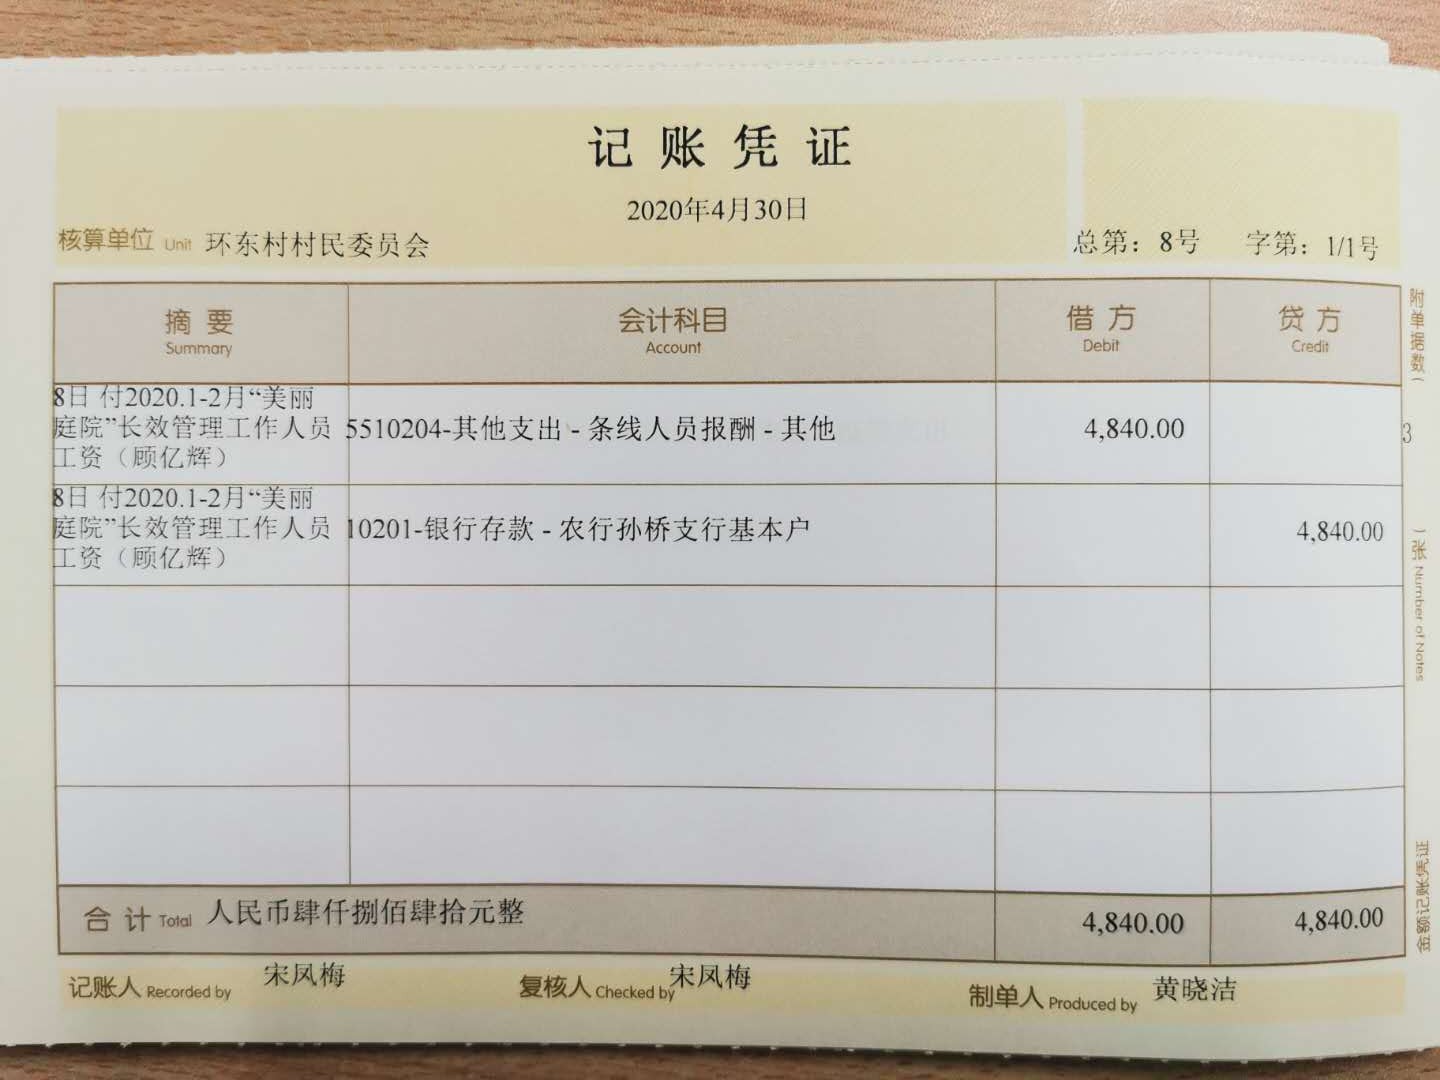 记账凭证
2020年4月30日
核算单位 Unit 环东村村民委员会
总第：8号 字第：1/1号
摘要 会计科目 借方 贷方
Summary Account Debit Credit
8日 付2020.1-2月“美丽
庭院”长效管理工作人员
工资（顾亿辉）
5510204-其他支出 - 条线人员报酬 - 其他 4,840.00
8日 付2020.1-2月“美丽
庭院”长效管理工作人员
工资（顾亿辉）
10201-银行存款 - 农行孙桥支行基本户 4,840.00
合计 Total 人民币肆仟捌佰肆拾元整 4,840.00 4,840.00
记账人 Recorded by 宋凤梅 复核人 Checked by 宋凤梅 制单人 Produced by 黄晓洁
附单据数（ 3 ）张 Number of Notes
金额记账凭证